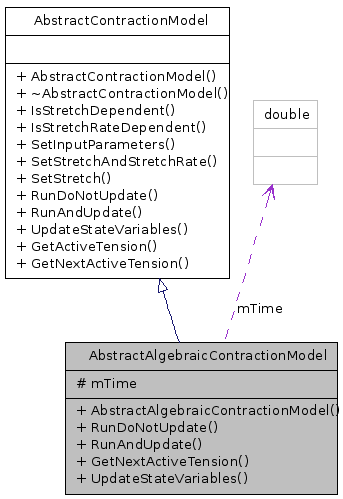 AbstractContractionModel
+ AbstractContractionModel()
+ ~AbstractContractionModel()
+ IsStretchDependent()
+ IsStretchRateDependent()
+ SetInputParameters()
+ SetStretchAndStretchRate()
+ SetStretch()
+ RunDoNotUpdate()
+ RunAndUpdate()
+ UpdateStateVariables()
+ GetActiveTension()
+ GetNextActiveTension()
double
mTime
AbstractAlgebraicContractionModel
# mTime
+ AbstractAlgebraicContractionModel()
+ RunDoNotUpdate()
+ RunAndUpdate()
+ GetNextActiveTension()
+ UpdateStateVariables()